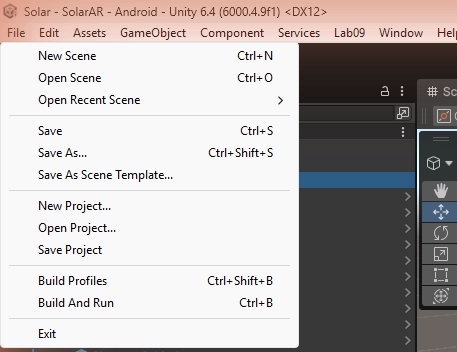 Solar - SolarAR - Android - Unity 6.4 (6000.4.9f1) <DX12>
File Edit Assets GameObject Component Services Lab09 Window
New Scene Ctrl+N
Open Scene Ctrl+O
Open Recent Scene
Save Ctrl+S
Save As... Ctrl+Shift+S
Save As Scene Template...
New Project...
Open Project...
Save Project
Build Profiles Ctrl+Shift+B
Build And Run Ctrl+B
Exit